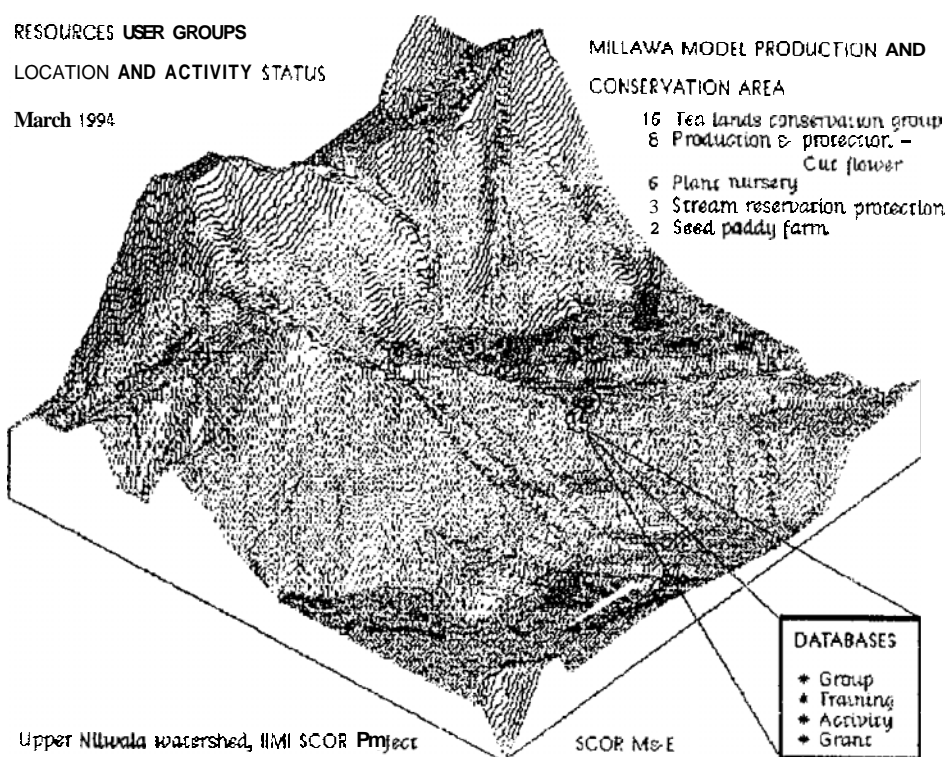 RESOURCES USER GROUPS
LOCATION AND ACTIVITY STATUS
March 1994
MILLAWA MODEL PRODUCTION AND
CONSERVATION AREA
16 Tea lands conservation group
8 Production & protection -
Cut flower
6 Plant nursery
3 Stream reservation protection
2 Seed paddy farm
DATABASES
* Group
* Training
* Activity
* Grant
Upper Nilwala watershed, IIMI SCOR Pmject
SCOR M&E